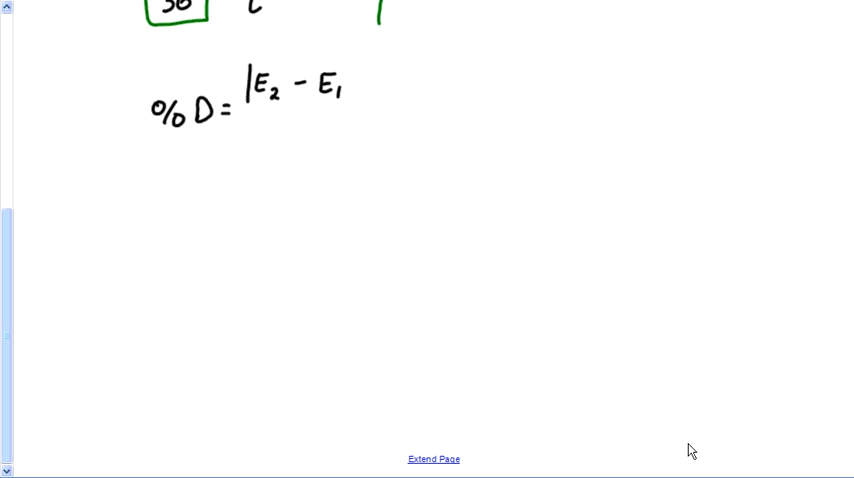 %D = |E₂ - E₁
Extend Page